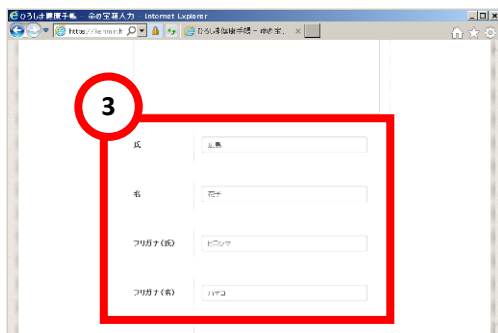 ひろしま健康手帳 - 命の宝箱入力 - Internet Explorer
ひろしま健康手帳 - 命の宝...
3
氏 広島
名 花子
フリガナ(氏) ヒロシマ
フリガナ(名) ハナコ